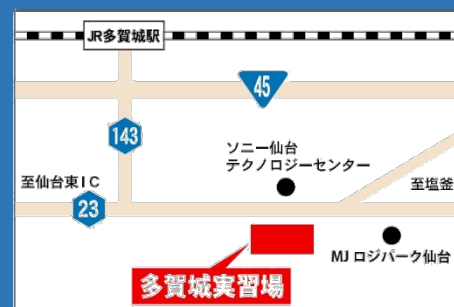 JR多賀城駅
45
143
ソニー仙台
テクノロジーセンター
至仙台東IC
至塩釜
23
MJ ロジパーク仙台
多賀城実習場